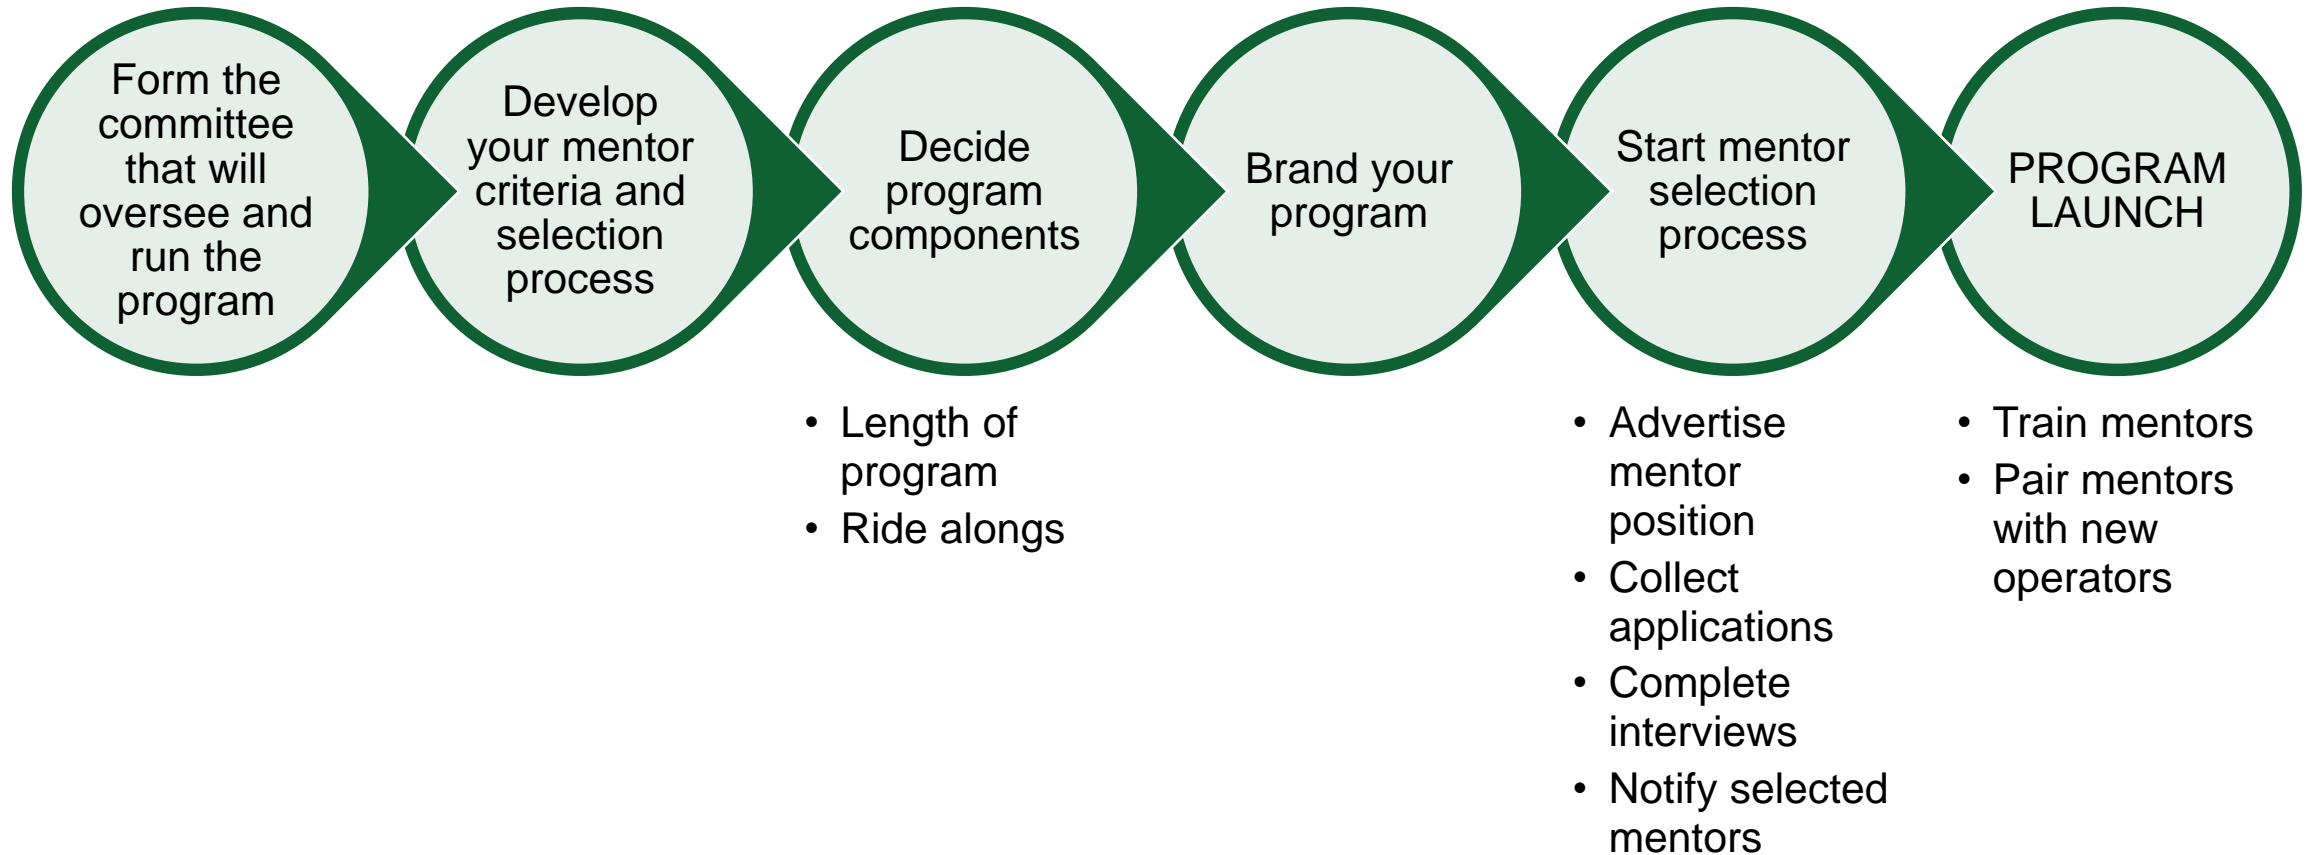 Form the
committee
that will
oversee and
run the
program
Develop
your mentor
criteria and
selection
process
Decide
program
components
• Length of
program
• Ride alongs
Brand your
program
Start mentor
selection
process
• Advertise
mentor
position
• Collect
applications
• Complete
interviews
• Notify selected
mentors
PROGRAM
LAUNCH
• Train mentors
• Pair mentors
with new
operators